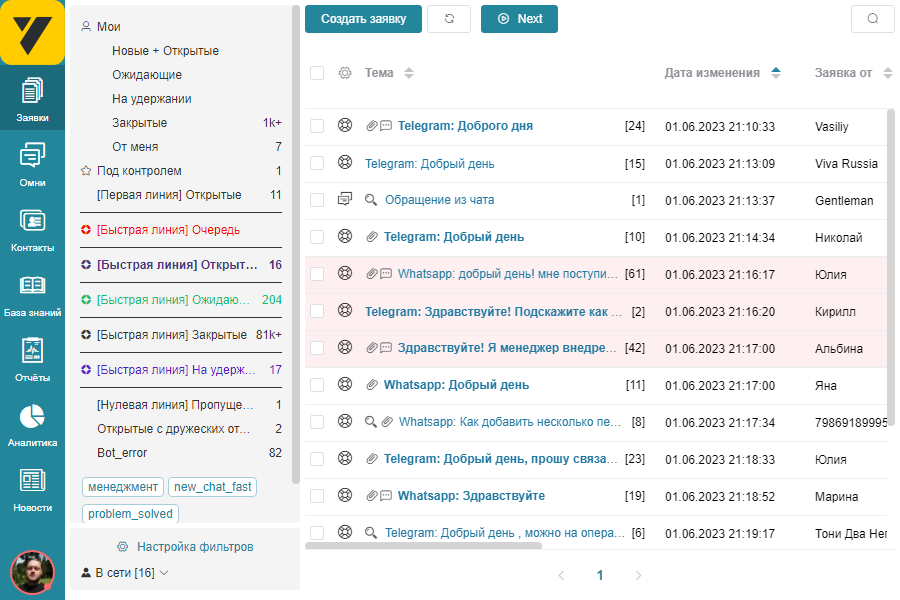 Заявки
Омни
Контакты
База знаний
Отчёты
Аналитика
Новости
Мои
Новые + Открытые
Ожидающие
На удержании
Закрытые 1k+
От меня 7
Под контролем 1
[Первая линия] Открытые 11
[Быстрая линия] Очередь
[Быстрая линия] Открыт... 16
[Быстрая линия] Ожидаю... 204
[Быстрая линия] Закрытые 81k+
[Быстрая линия] На удерж... 17
[Нулевая линия] Пропуще... 1
Открытые с дружеских от... 2
Bot_error 82
менеджмент new_chat_fast
problem_solved
Настройка фильтров
В сети [16]
Создать заявку Next
Тема Дата изменения Заявка от
Telegram: Доброго дня [24] 01.06.2023 21:10:33 Vasiliy
Telegram: Добрый день [15] 01.06.2023 21:13:09 Viva Russia
Обращение из чата [1] 01.06.2023 21:13:37 Gentleman
Telegram: Добрый день [10] 01.06.2023 21:14:34 Николай
Whatsapp: добрый день! мне поступи... [61] 01.06.2023 21:16:17 Юлия
Telegram: Здравствуйте! Подскажите как ... [2] 01.06.2023 21:16:20 Кирилл
Здравствуйте! Я менеджер внедре... [42] 01.06.2023 21:17:00 Альбина
Whatsapp: Добрый день [11] 01.06.2023 21:17:00 Яна
Whatsapp: Как добавить несколько пе... [8] 01.06.2023 21:17:34 79869189995
Telegram: Добрый день, прошу связа... [23] 01.06.2023 21:18:33 Юлия
Whatsapp: Здравствуйте [19] 01.06.2023 21:18:52 Марина
Telegram: Добрый день , можно на опера... [6] 01.06.2023 21:19:17 Тони Два Нег
1